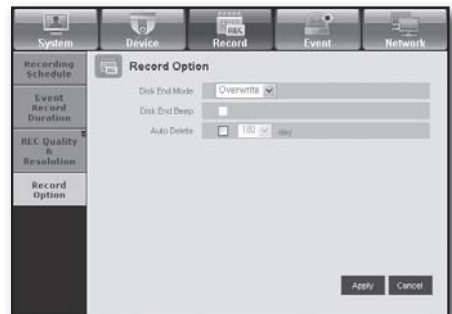 System
Device
REC
Record
Event
Network
Recording
Schedule
Event
Record
Duration
REC Quality
&
Resolution
Record
Option
Record Option
Disk End Mode
Overwrite
Disk End Beep
Auto Delete
180
day
Apply
Cancel